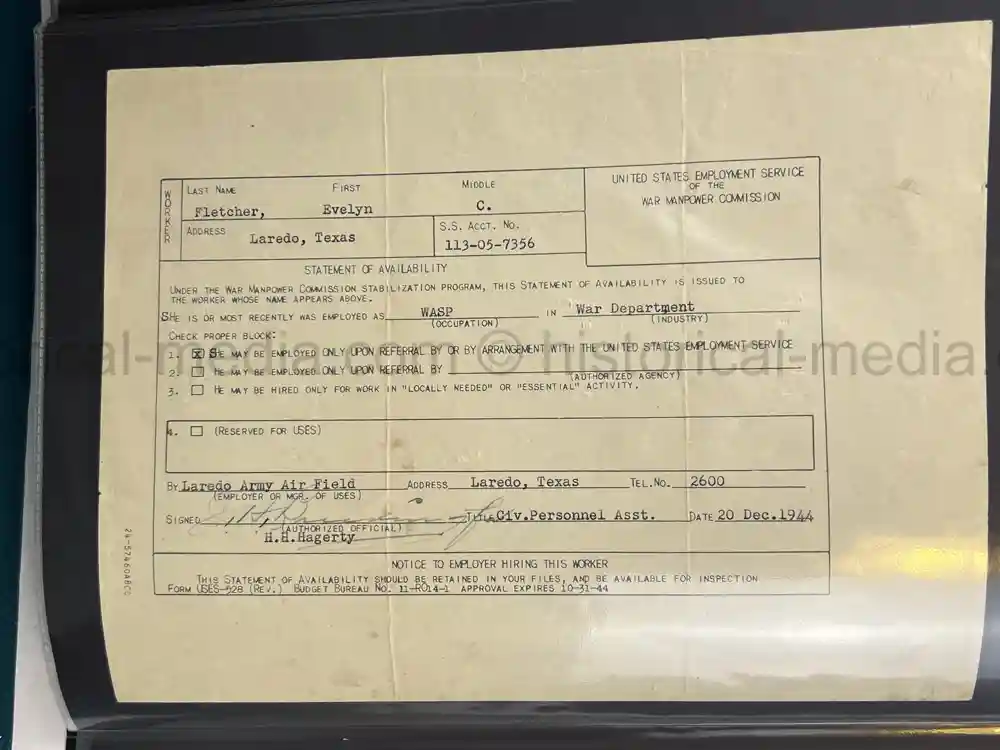 WORKER
LAST NAME FIRST MIDDLE
Fletcher, Evelyn C.
ADDRESS Laredo, Texas
S.S. ACCT. NO.
113-05-7356
UNITED STATES EMPLOYMENT SERVICE
OF THE
WAR MANPOWER COMMISSION
STATEMENT OF AVAILABILITY
UNDER THE WAR MANPOWER COMMISSION STABILIZATION PROGRAM, THIS STATEMENT OF AVAILABILITY IS ISSUED TO
THE WORKER WHOSE NAME APPEARS ABOVE.
SHE IS OR MOST RECENTLY WAS EMPLOYED AS WASP IN War Department
(OCCUPATION) (INDUSTRY)
CHECK PROPER BLOCK:
1. X SHE MAY BE EMPLOYED ONLY UPON REFERRAL BY OR BY ARRANGEMENT WITH THE UNITED STATES EMPLOYMENT SERVICE
2. HE MAY BE EMPLOYED ONLY UPON REFERRAL BY
(AUTHORIZED AGENCY)
3. HE MAY BE HIRED ONLY FOR WORK IN "LOCALLY NEEDED" OR "ESSENTIAL" ACTIVITY.
4. (RESERVED FOR USES)
BY Laredo Army Air Field ADDRESS Laredo, Texas TEL.NO. 2600
(EMPLOYER OR MGR. OF USES)
SIGNED TITLE Civ.Personnel Asst. DATE 20 Dec.1944
(AUTHORIZED OFFICIAL)
H.H.Hagerty
NOTICE TO EMPLOYER HIRING THIS WORKER
THIS STATEMENT OF AVAILABILITY SHOULD BE RETAINED IN YOUR FILES, AND BE AVAILABLE FOR INSPECTION
FORM USES-528 (REV.) BUDGET BUREAU NO. 11-R014-1 APPROVAL EXPIRES 10-31-44
24-57460ABCD
ical-media.com © historical-media.